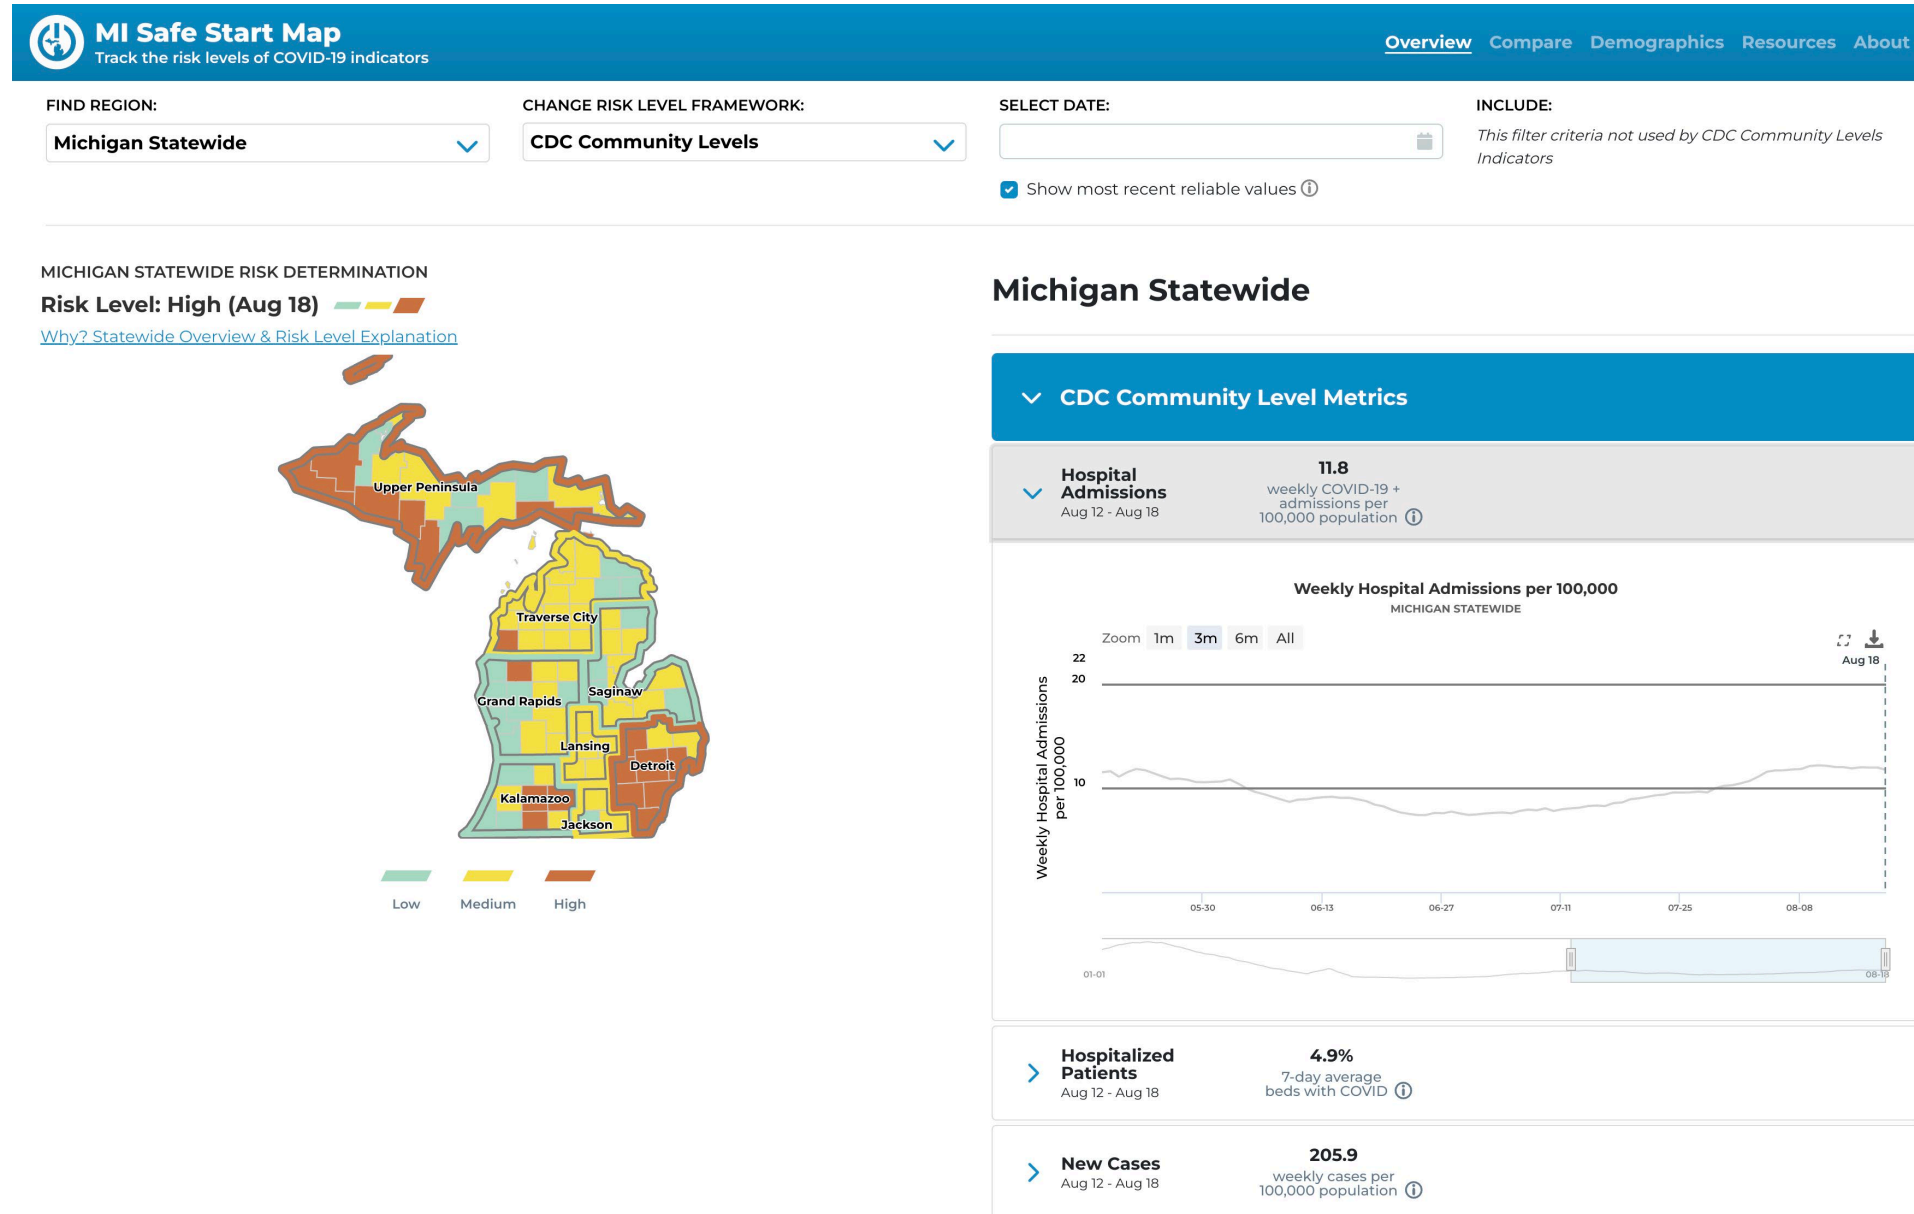 MI Safe Start Map
Track the risk levels of COVID-19 indicators
Overview Compare Demographics Resources About
FIND REGION:
Michigan Statewide
CHANGE RISK LEVEL FRAMEWORK:
CDC Community Levels
SELECT DATE:
Show most recent reliable values
INCLUDE:
This filter criteria not used by CDC Community Levels
Indicators
MICHIGAN STATEWIDE RISK DETERMINATION
Risk Level: High (Aug 18)
Why? Statewide Overview & Risk Level Explanation
Upper Peninsula
Traverse City
Saginaw
Grand Rapids
Lansing
Detroit
Kalamazoo
Jackson
Low Medium High
Michigan Statewide
CDC Community Level Metrics
Hospital
Admissions
Aug 12 - Aug 18
11.8
weekly COVID-19 +
admissions per
100,000 population
Weekly Hospital Admissions per 100,000
MICHIGAN STATEWIDE
Zoom 1m 3m 6m All
Aug 18
Weekly Hospital Admissions
per 100,000
22
20
10
05-30 06-13 06-27 07-11 07-25 08-08
01-01 08-18
Hospitalized
Patients
Aug 12 - Aug 18
4.9%
7-day average
beds with COVID
New Cases
Aug 12 - Aug 18
205.9
weekly cases per
100,000 population